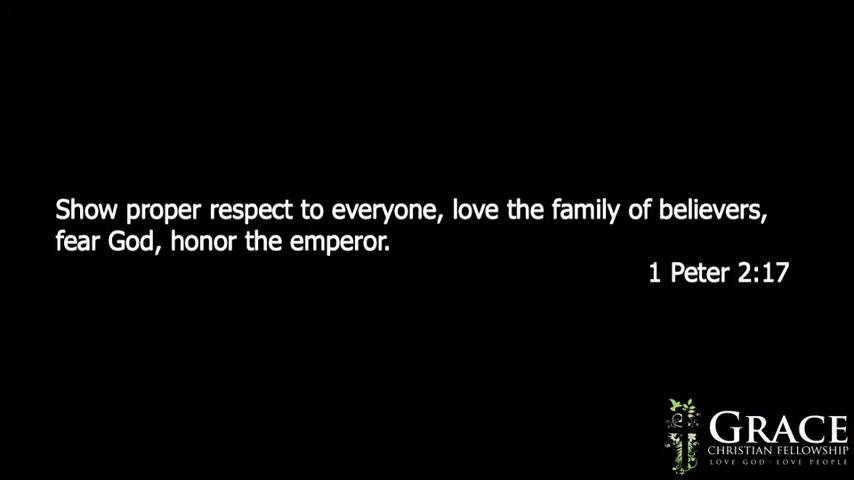 Show proper respect to everyone, love the family of believers,
fear God, honor the emperor.
1 Peter 2:17
GRACE
CHRISTIAN FELLOWSHIP
LOVE GOD · LOVE PEOPLE